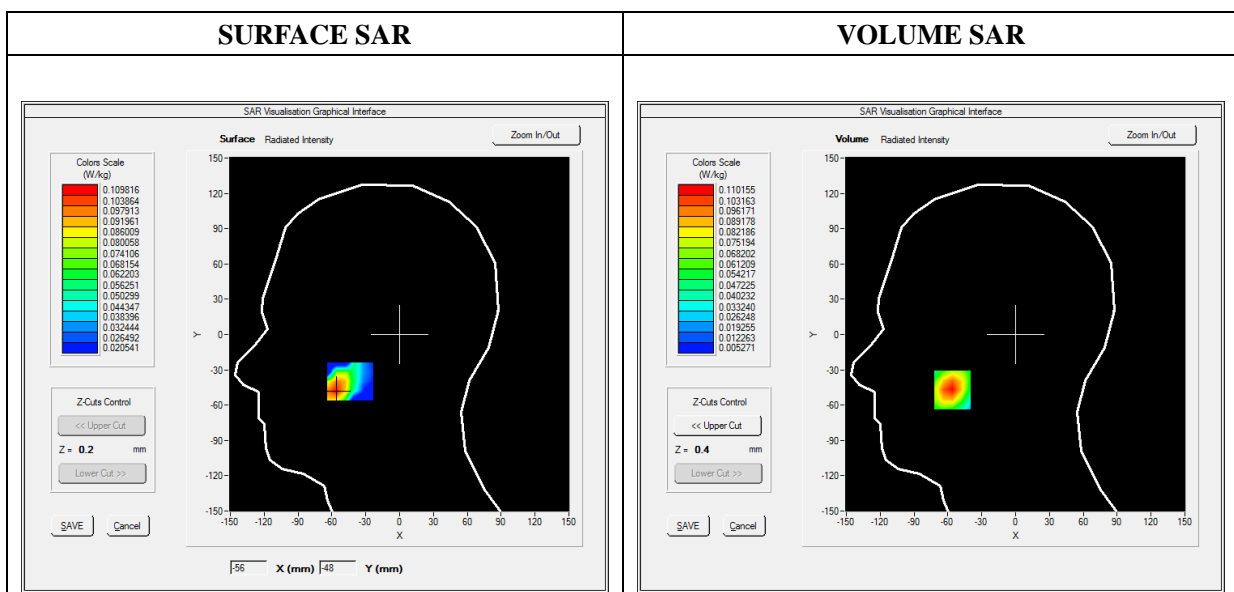 SURFACE SAR
VOLUME SAR
SAR Visualisation Graphical Interface
Surface Radiated Intensity
Zoom In/Out
Colors Scale
(W/kg)
0.109816
0.103864
0.097913
0.091961
0.086009
0.080058
0.074106
0.068154
0.062203
0.056251
0.050299
0.044347
0.038396
0.032444
0.026492
0.020541
Z-Cuts Control
<< Upper Cut
Z = 0.2 mm
Lower Cut >>
SAVE Cancel
150
120
90
60
30
0
-30
-60
-90
-120
-150
Y
-150 -120 -90 -60 -30 0 30 60 90 120 150
X
-56 X (mm) -48 Y (mm)
SAR Visualisation Graphical Interface
Volume Radiated Intensity
Zoom In/Out
Colors Scale
(W/kg)
0.110155
0.103163
0.096171
0.089178
0.082186
0.075194
0.068202
0.061209
0.054217
0.047225
0.040232
0.033240
0.026248
0.019255
0.012263
0.005271
Z-Cuts Control
<< Upper Cut
Z = 0.4 mm
Lower Cut >>
SAVE Cancel
150
120
90
60
30
0
-30
-60
-90
-120
-150
Y
-150 -120 -90 -60 -30 0 30 60 90 120 150
X